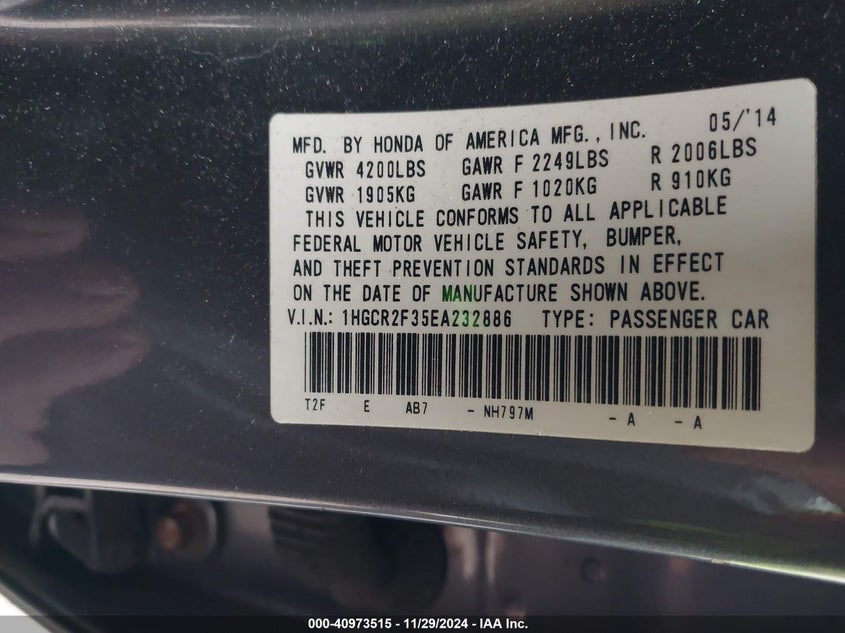 MFD. BY HONDA OF AMERICA MFG., INC. 05/'14
GVWR 4200LBS GAWR F 2249LBS R 2006LBS
GVWR 1905KG GAWR F 1020KG R 910KG
THIS VEHICLE CONFORMS TO ALL APPLICABLE
FEDERAL MOTOR VEHICLE SAFETY, BUMPER,
AND THEFT PREVENTION STANDARDS IN EFFECT
ON THE DATE OF MANUFACTURE SHOWN ABOVE.
V.I.N.: 1HGCR2F35EA232886 TYPE: PASSENGER CAR
T2F E AB7 - NH797M - A - A
000-40973515 - 11/29/2024 - IAA Inc.